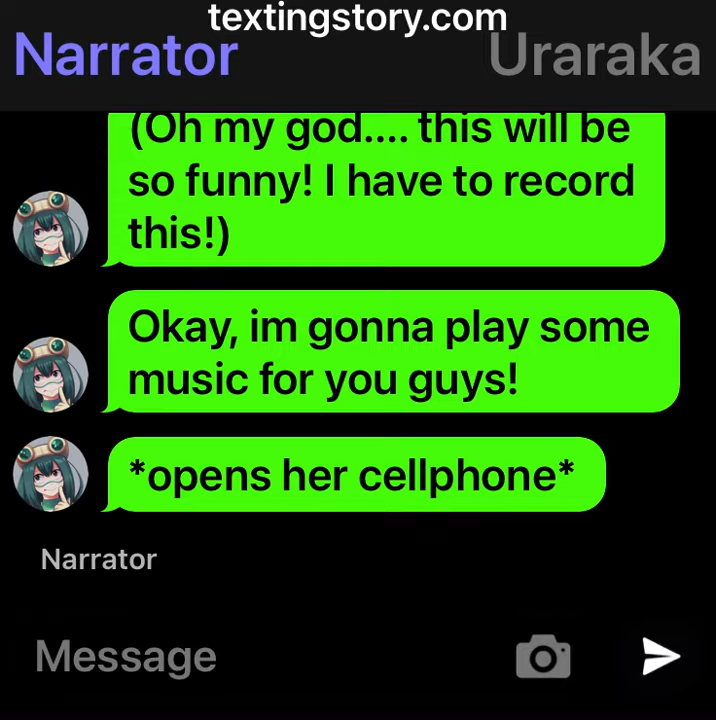 textingstory.com
Narrator Uraraka
(Oh my god.... this will be
so funny! I have to record
this!)
Okay, im gonna play some
music for you guys!
*opens her cellphone*
Narrator
Message